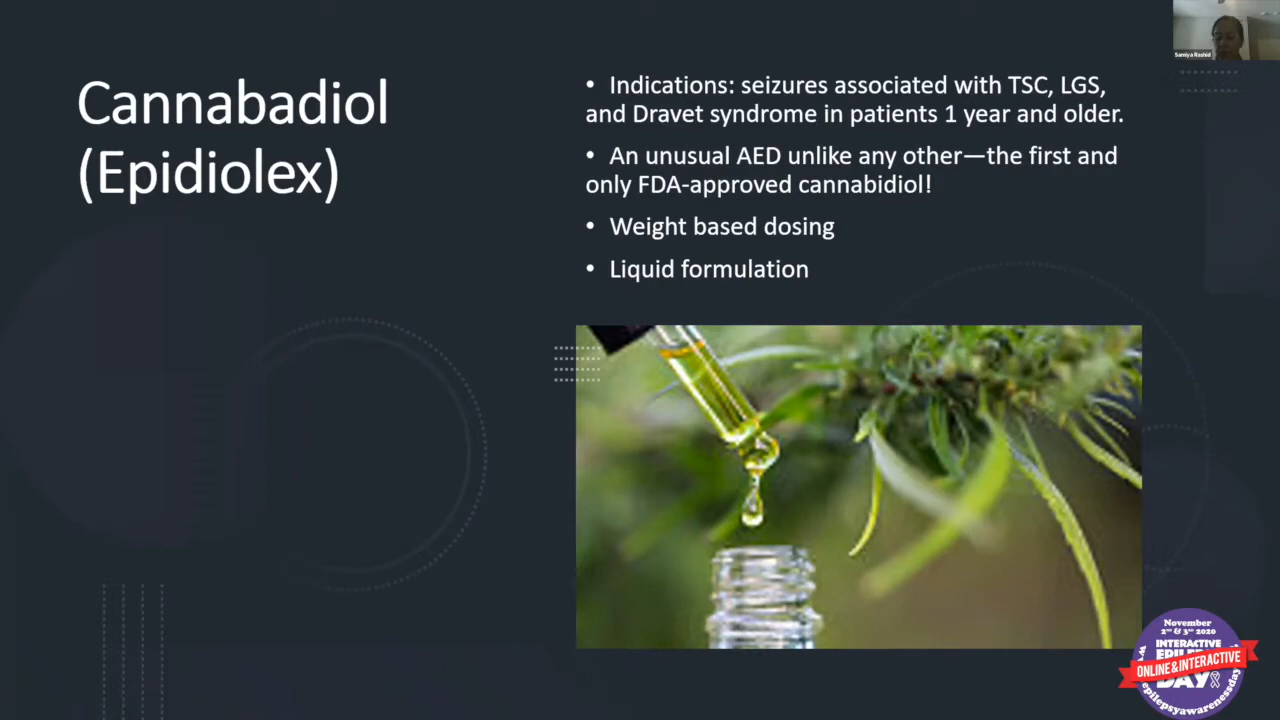 Samiya Rashid
Cannabadiol
(Epidiolex)
• Indications: seizures associated with TSC, LGS,
and Dravet syndrome in patients 1 year and older.
• An unusual AED unlike any other—the first and
only FDA-approved cannabidiol!
• Weight based dosing
• Liquid formulation
November
2ND & 3RD 2020
INTERACTIVE
ONLINE & INTERACTIVE
DAY
epilepsyawarenessday